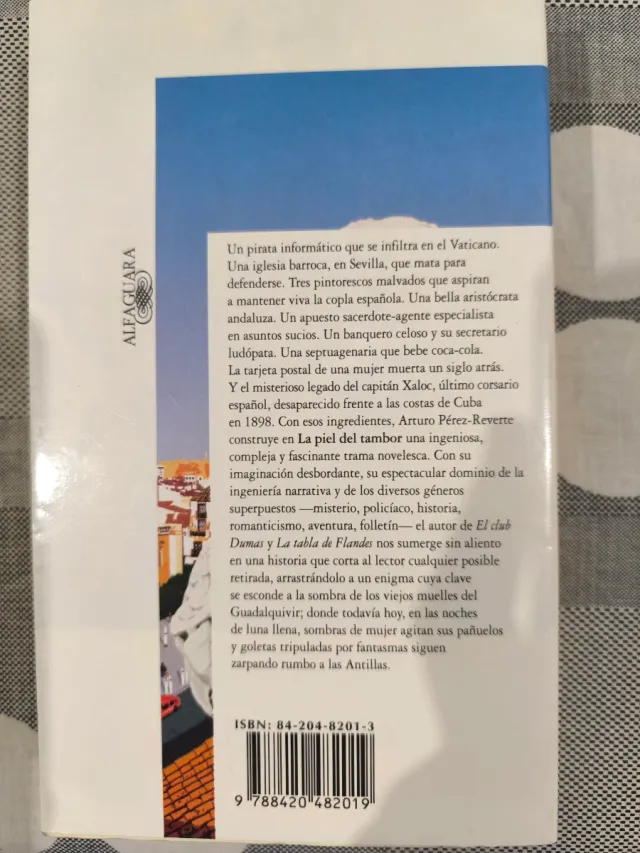 ALFAGUARA
Un pirata informático que se infiltra en el Vaticano.
Una iglesia barroca, en Sevilla, que mata para
defenderse. Tres pintorescos malvados que aspiran
a mantener viva la copla española. Una bella aristócrata
andaluza. Un apuesto sacerdote-agente especialista
en asuntos sucios. Un banquero celoso y su secretario
ludópata. Una septuagenaria que bebe coca-cola.
La tarjeta postal de una mujer muerta un siglo atrás.
Y el misterioso legado del capitán Xaloc, último corsario
español, desaparecido frente a las costas de Cuba
en 1898. Con esos ingredientes, Arturo Pérez-Reverte
construye en La piel del tambor una ingeniosa,
compleja y fascinante trama novelesca. Con su
imaginación desbordante, su espectacular dominio de la
ingeniería narrativa y de los diversos géneros
superpuestos —misterio, policíaco, historia,
romanticismo, aventura, folletín— el autor de El club
Dumas y La tabla de Flandes nos sumerge sin aliento
en una historia que corta al lector cualquier posible
retirada, arrastrándolo a un enigma cuya clave
se esconde a la sombra de los viejos muelles del
Guadalquivir; donde todavía hoy, en las noches
de luna llena, sombras de mujer agitan sus pañuelos
y goletas tripuladas por fantasmas siguen
zarpando rumbo a las Antillas.
ISBN: 84-204-8201-3
9 788420 482019